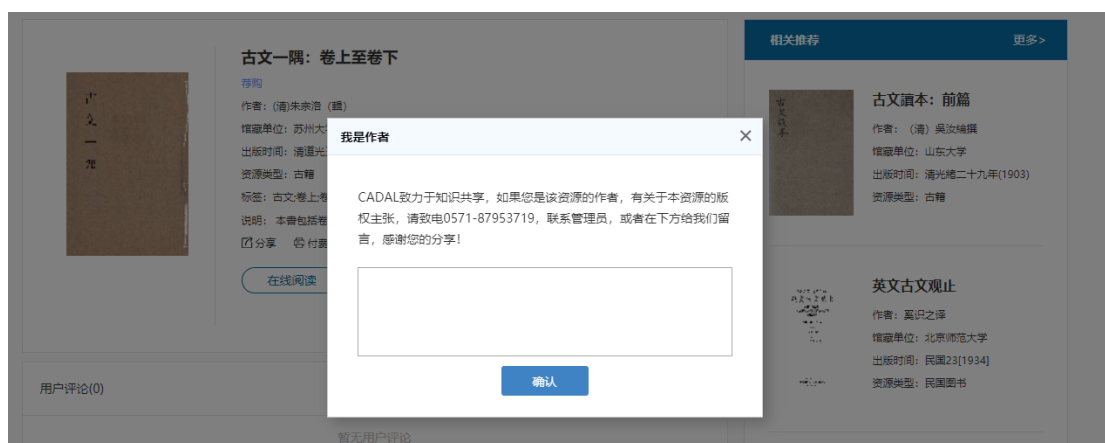 古文一隅：卷上至卷下
荐购
作者：(清)朱宗洛（輯）
馆藏单位：苏州大
出版时间：清道光
资源类型：古籍
标签：古文;卷上;卷
说明：本書包括卷
分享 付费
在线阅读
用户评论(0)
暂无用户评论
古文一隅
我是作者
CADAL致力于知识共享，如果您是该资源的作者，有关于本资源的版
权主张，请致电0571-87953719，联系管理员，或者在下方给我们留
言，感谢您的分享！
确认
相关推荐 更多>
古文讀本：前篇
作者：（清）吳汝綸撰
馆藏单位：山东大学
出版时间：清光緒二十九年(1903)
资源类型：古籍
古文讀本
英文古文观止
作者：奚识之译
馆藏单位：北京师范大学
出版时间：民国23[1934]
资源类型：民国图书